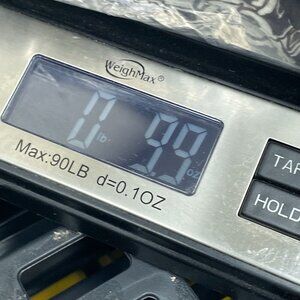 WeighMax®
0 lb 9.9 oz
Max:90LB d=0.1OZ
TAR
HOLD